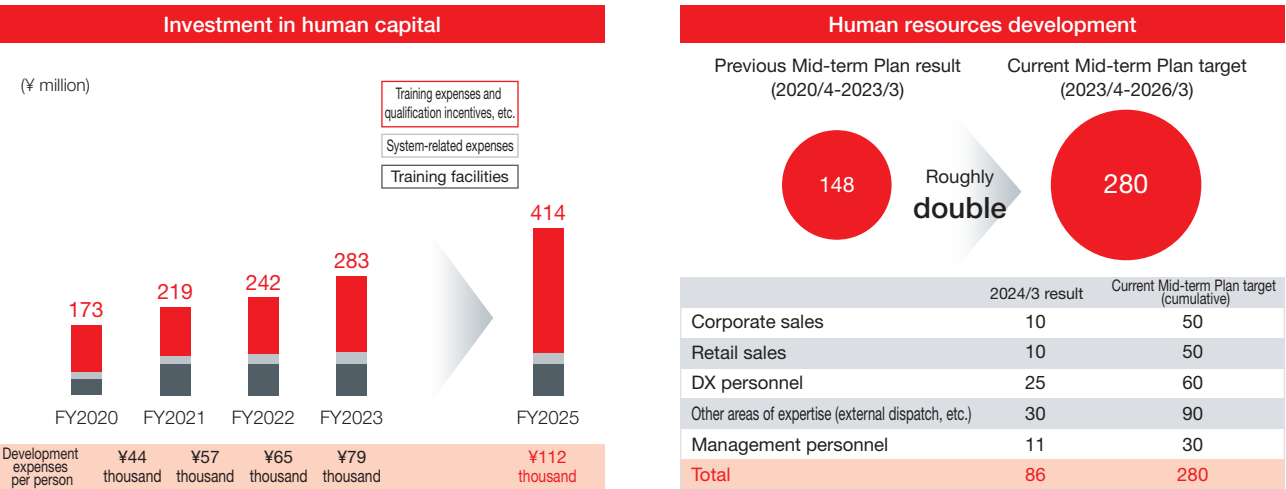 Investment in human capital
(¥ million)
Training expenses and
qualification incentives, etc.
System-related expenses
Training facilities
173
219
242
283
414
FY2020
FY2021
FY2022
FY2023
FY2025
Development
expenses
per person
¥44
thousand
¥57
thousand
¥65
thousand
¥79
thousand
¥112
thousand
Human resources development
Previous Mid-term Plan result
(2020/4-2023/3)
Current Mid-term Plan target
(2023/4-2026/3)
148
Roughly
double
280
2024/3 result
Current Mid-term Plan target
(cumulative)
Corporate sales 10 50
Retail sales 10 50
DX personnel 25 60
Other areas of expertise (external dispatch, etc.) 30 90
Management personnel 11 30
Total 86 280